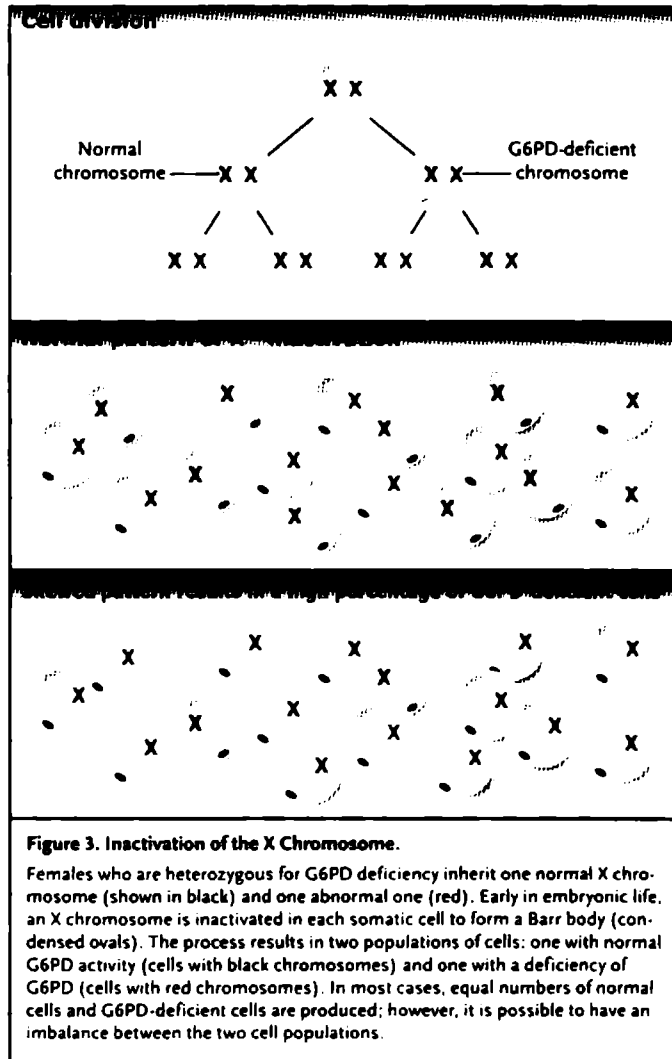 Cell division
X X
Normal
chromosome
X X
X X
G6PD-deficient
chromosome
X X X X X X X X
Figure 3. Inactivation of the X Chromosome.
Females who are heterozygous for G6PD deficiency inherit one normal X chro-
mosome (shown in black) and one abnormal one (red). Early in embryonic life,
an X chromosome is inactivated in each somatic cell to form a Barr body (con-
densed ovals). The process results in two populations of cells: one with normal
G6PD activity (cells with black chromosomes) and one with a deficiency of
G6PD (cells with red chromosomes). In most cases, equal numbers of normal
cells and G6PD-deficient cells are produced; however, it is possible to have an
imbalance between the two cell populations.